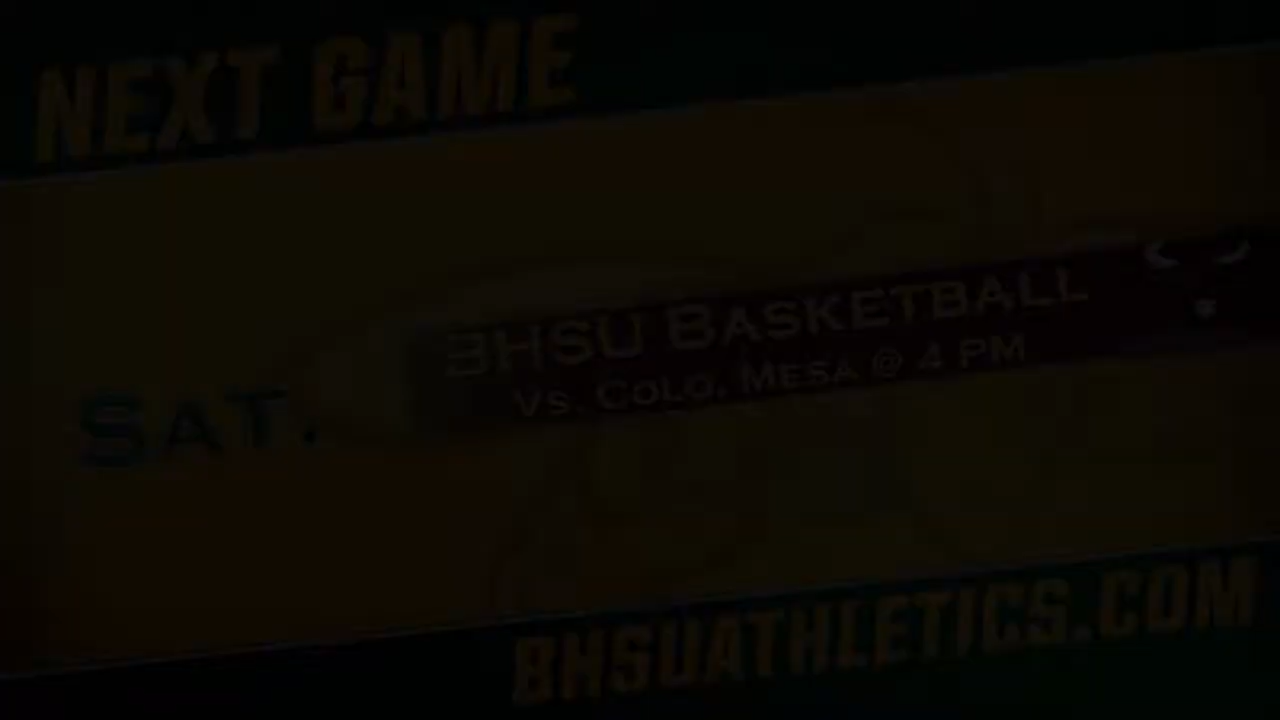 NEXT GAME
BHSU BASKETBALL
VS. COLO. MESA @ 4 PM
SAT.
BHSUATHLETICS.COM